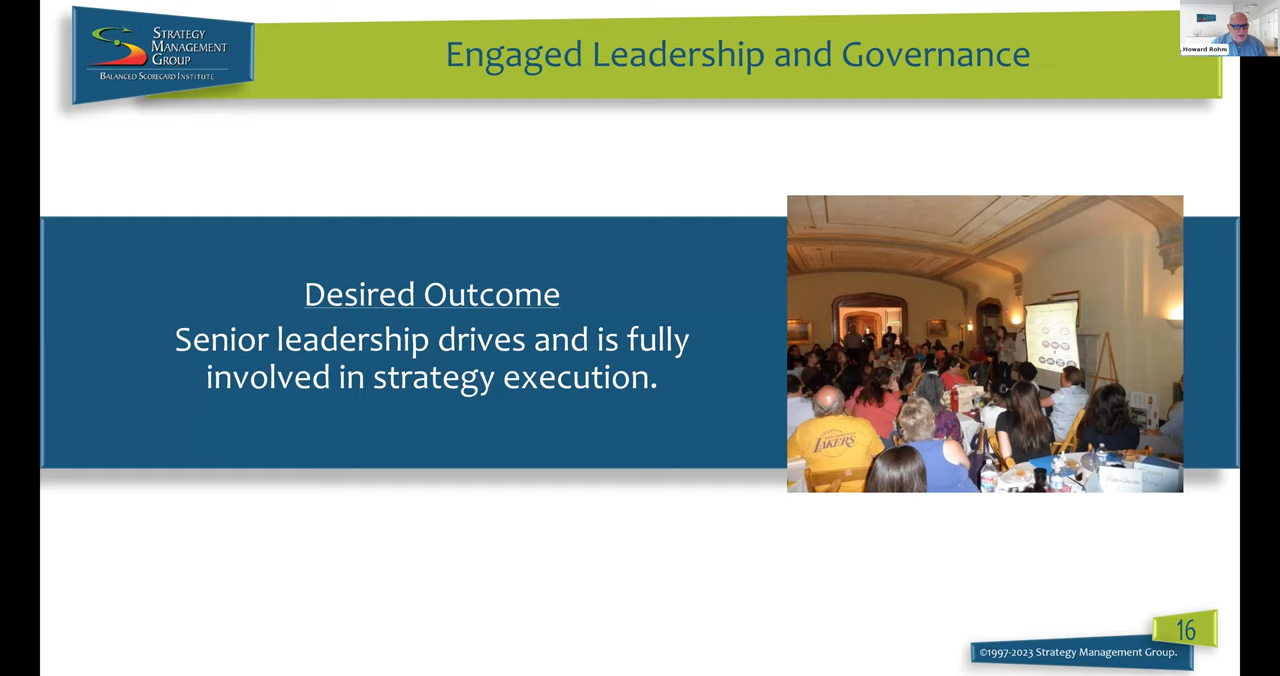 STRATEGY
MANAGEMENT
GROUP
BALANCED SCORECARD INSTITUTE
Engaged Leadership and Governance
Howard Rohm
Desired Outcome
Senior leadership drives and is fully
involved in strategy execution.
LAKERS
16
©1997-2023 Strategy Management Group.